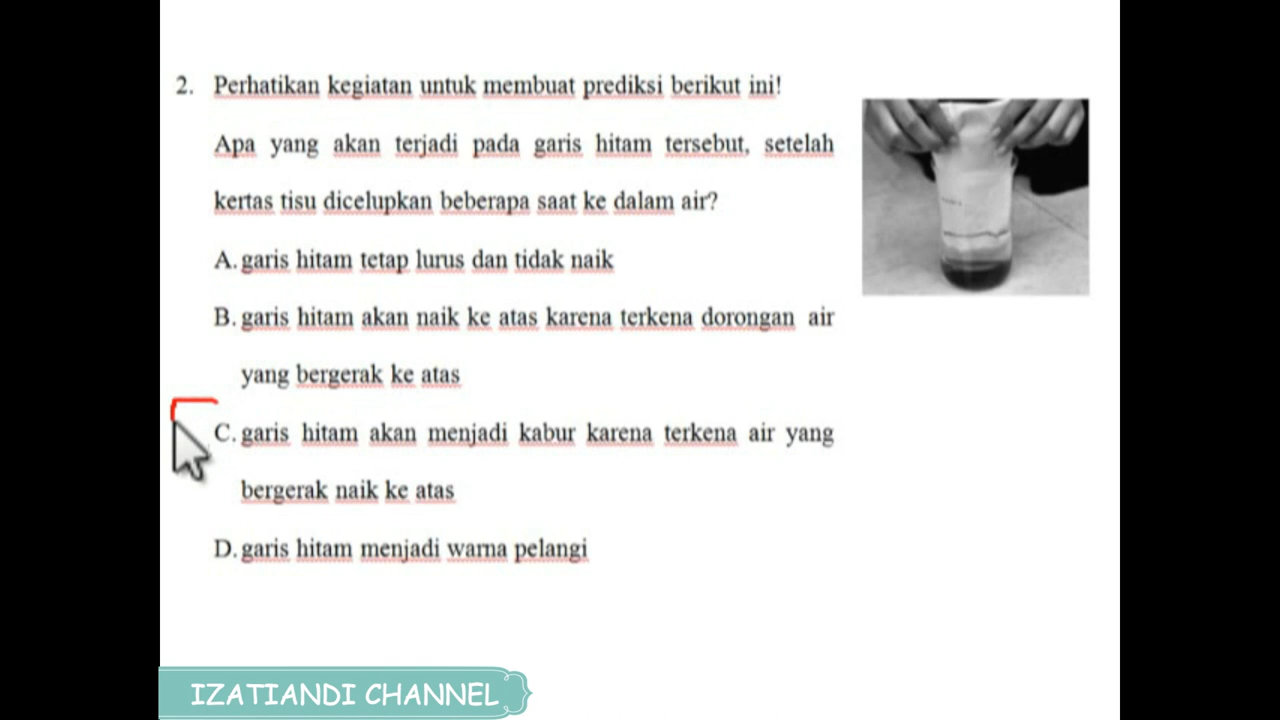 2. Perhatikan kegiatan untuk membuat prediksi berikut ini!
Apa yang akan terjadi pada garis hitam tersebut, setelah
kertas tisu dicelupkan beberapa saat ke dalam air?
A. garis hitam tetap lurus dan tidak naik
B. garis hitam akan naik ke atas karena terkena dorongan air
yang bergerak ke atas
C. garis hitam akan menjadi kabur karena terkena air yang
bergerak naik ke atas
D. garis hitam menjadi warna pelangi
IZATIANDI CHANNEL